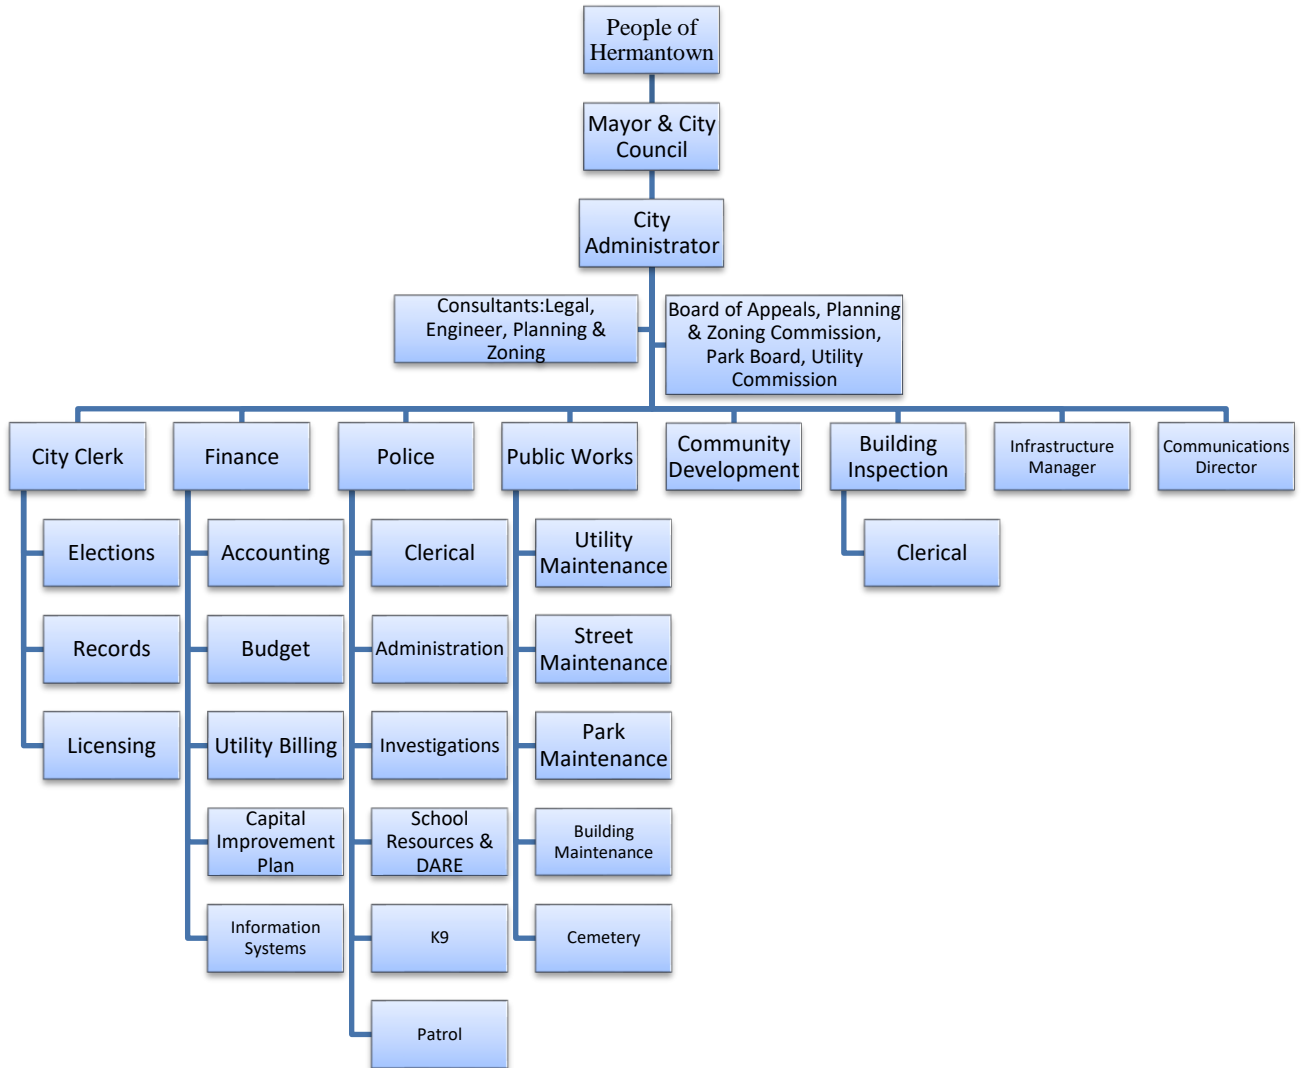 People of
Hermantown
Mayor & City
Council
City
Administrator
Consultants:Legal,
Engineer, Planning &
Zoning
Board of Appeals, Planning
& Zoning Commission,
Park Board, Utility
Commission
City Clerk
Finance
Police
Public Works
Community
Development
Building
Inspection
Infrastructure
Manager
Communications
Director
Elections
Records
Licensing
Accounting
Budget
Utility Billing
Capital
Improvement
Plan
Information
Systems
Clerical
Administration
Investigations
School
Resources &
DARE
K9
Patrol
Utility
Maintenance
Street
Maintenance
Park
Maintenance
Building
Maintenance
Cemetery
Clerical